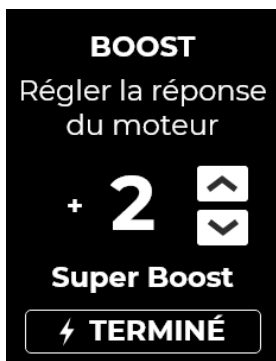 BOOST
Régler la réponse
du moteur
+ 2
Super Boost
TERMINÉ